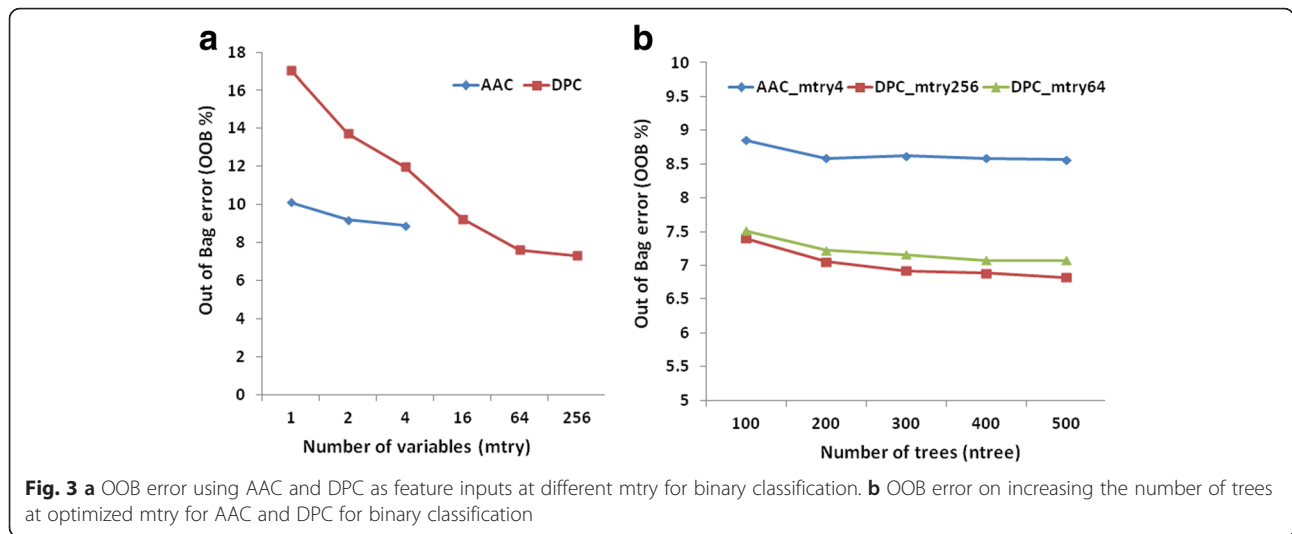 a
18
16
14
12
10
8
6
4
2
0
Out of Bag error (OOB %)
AAC DPC
1 2 4 16 64 256
Number of variables (mtry)
b
10
9.5
9
8.5
8
7.5
7
6.5
6
5.5
5
Out of Bag error (OOB %)
AAC_mtry4 DPC_mtry256 DPC_mtry64
100 200 300 400 500
Number of trees (ntree)
Fig. 3 a OOB error using AAC and DPC as feature inputs at different mtry for binary classification. b OOB error on increasing the number of trees
at optimized mtry for AAC and DPC for binary classification